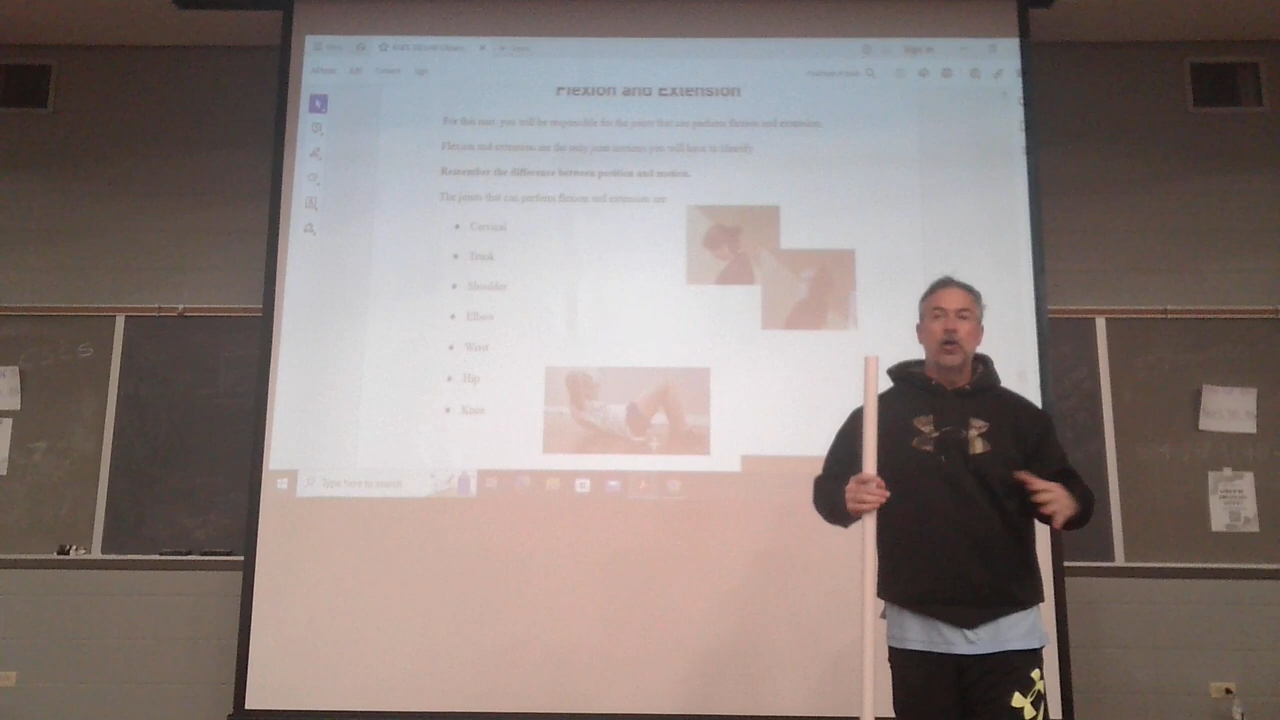 Sign in
Flexion and Extension
For this test, you will be responsible for the joints that can perform flexion and extension.
Flexion and extension are the only joint motions you will have to identify
Remember the difference between position and motion.
The joints that can perform flexion and extension are
• Cervical
• Trunk
• Shoulder
• Elbow
• Wrist
• Hip
• Knee
Type here to search